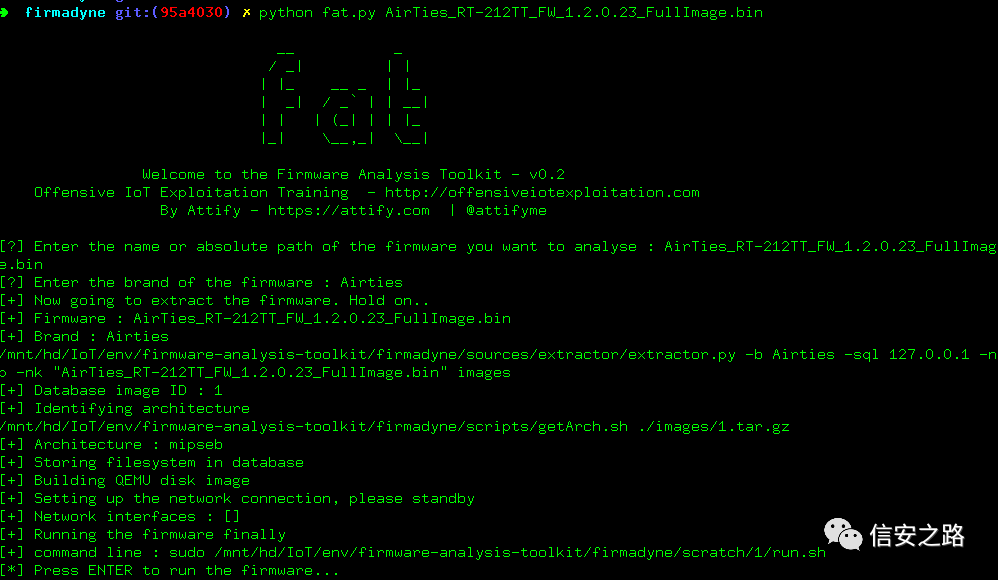 → firmadyne git:(95a4030) ✗ python fat.py AirTies_RT-212TT_FW_1.2.0.23_FullImage.bin
fat
Welcome to the Firmware Analysis Toolkit - v0.2
Offensive IoT Exploitation Training  - http://offensiveiotexploitation.com
By Attify - https://attify.com  | @attifyme
[?] Enter the name or absolute path of the firmware you want to analyse : AirTies_RT-212TT_FW_1.2.0.23_FullImag
e.bin
[?] Enter the brand of the firmware : Airties
[+] Now going to extract the firmware. Hold on..
[+] Firmware : AirTies_RT-212TT_FW_1.2.0.23_FullImage.bin
[+] Brand : Airties
/mnt/hd/IoT/env/firmware-analysis-toolkit/firmadyne/sources/extractor/extractor.py -b Airties -sql 127.0.0.1 -n
p -nk "AirTies_RT-212TT_FW_1.2.0.23_FullImage.bin" images
[+] Database image ID : 1
[+] Identifying architecture
/mnt/hd/IoT/env/firmware-analysis-toolkit/firmadyne/scripts/getArch.sh ./images/1.tar.gz
[+] Architecture : mipseb
[+] Storing filesystem in database
[+] Building QEMU disk image
[+] Setting up the network connection, please standby
[+] Network interfaces : []
[+] Running the firmware finally
[+] command line : sudo /mnt/hd/IoT/env/firmware-analysis-toolkit/firmadyne/scratch/1/run.sh
[*] Press ENTER to run the firmware...
信安之路